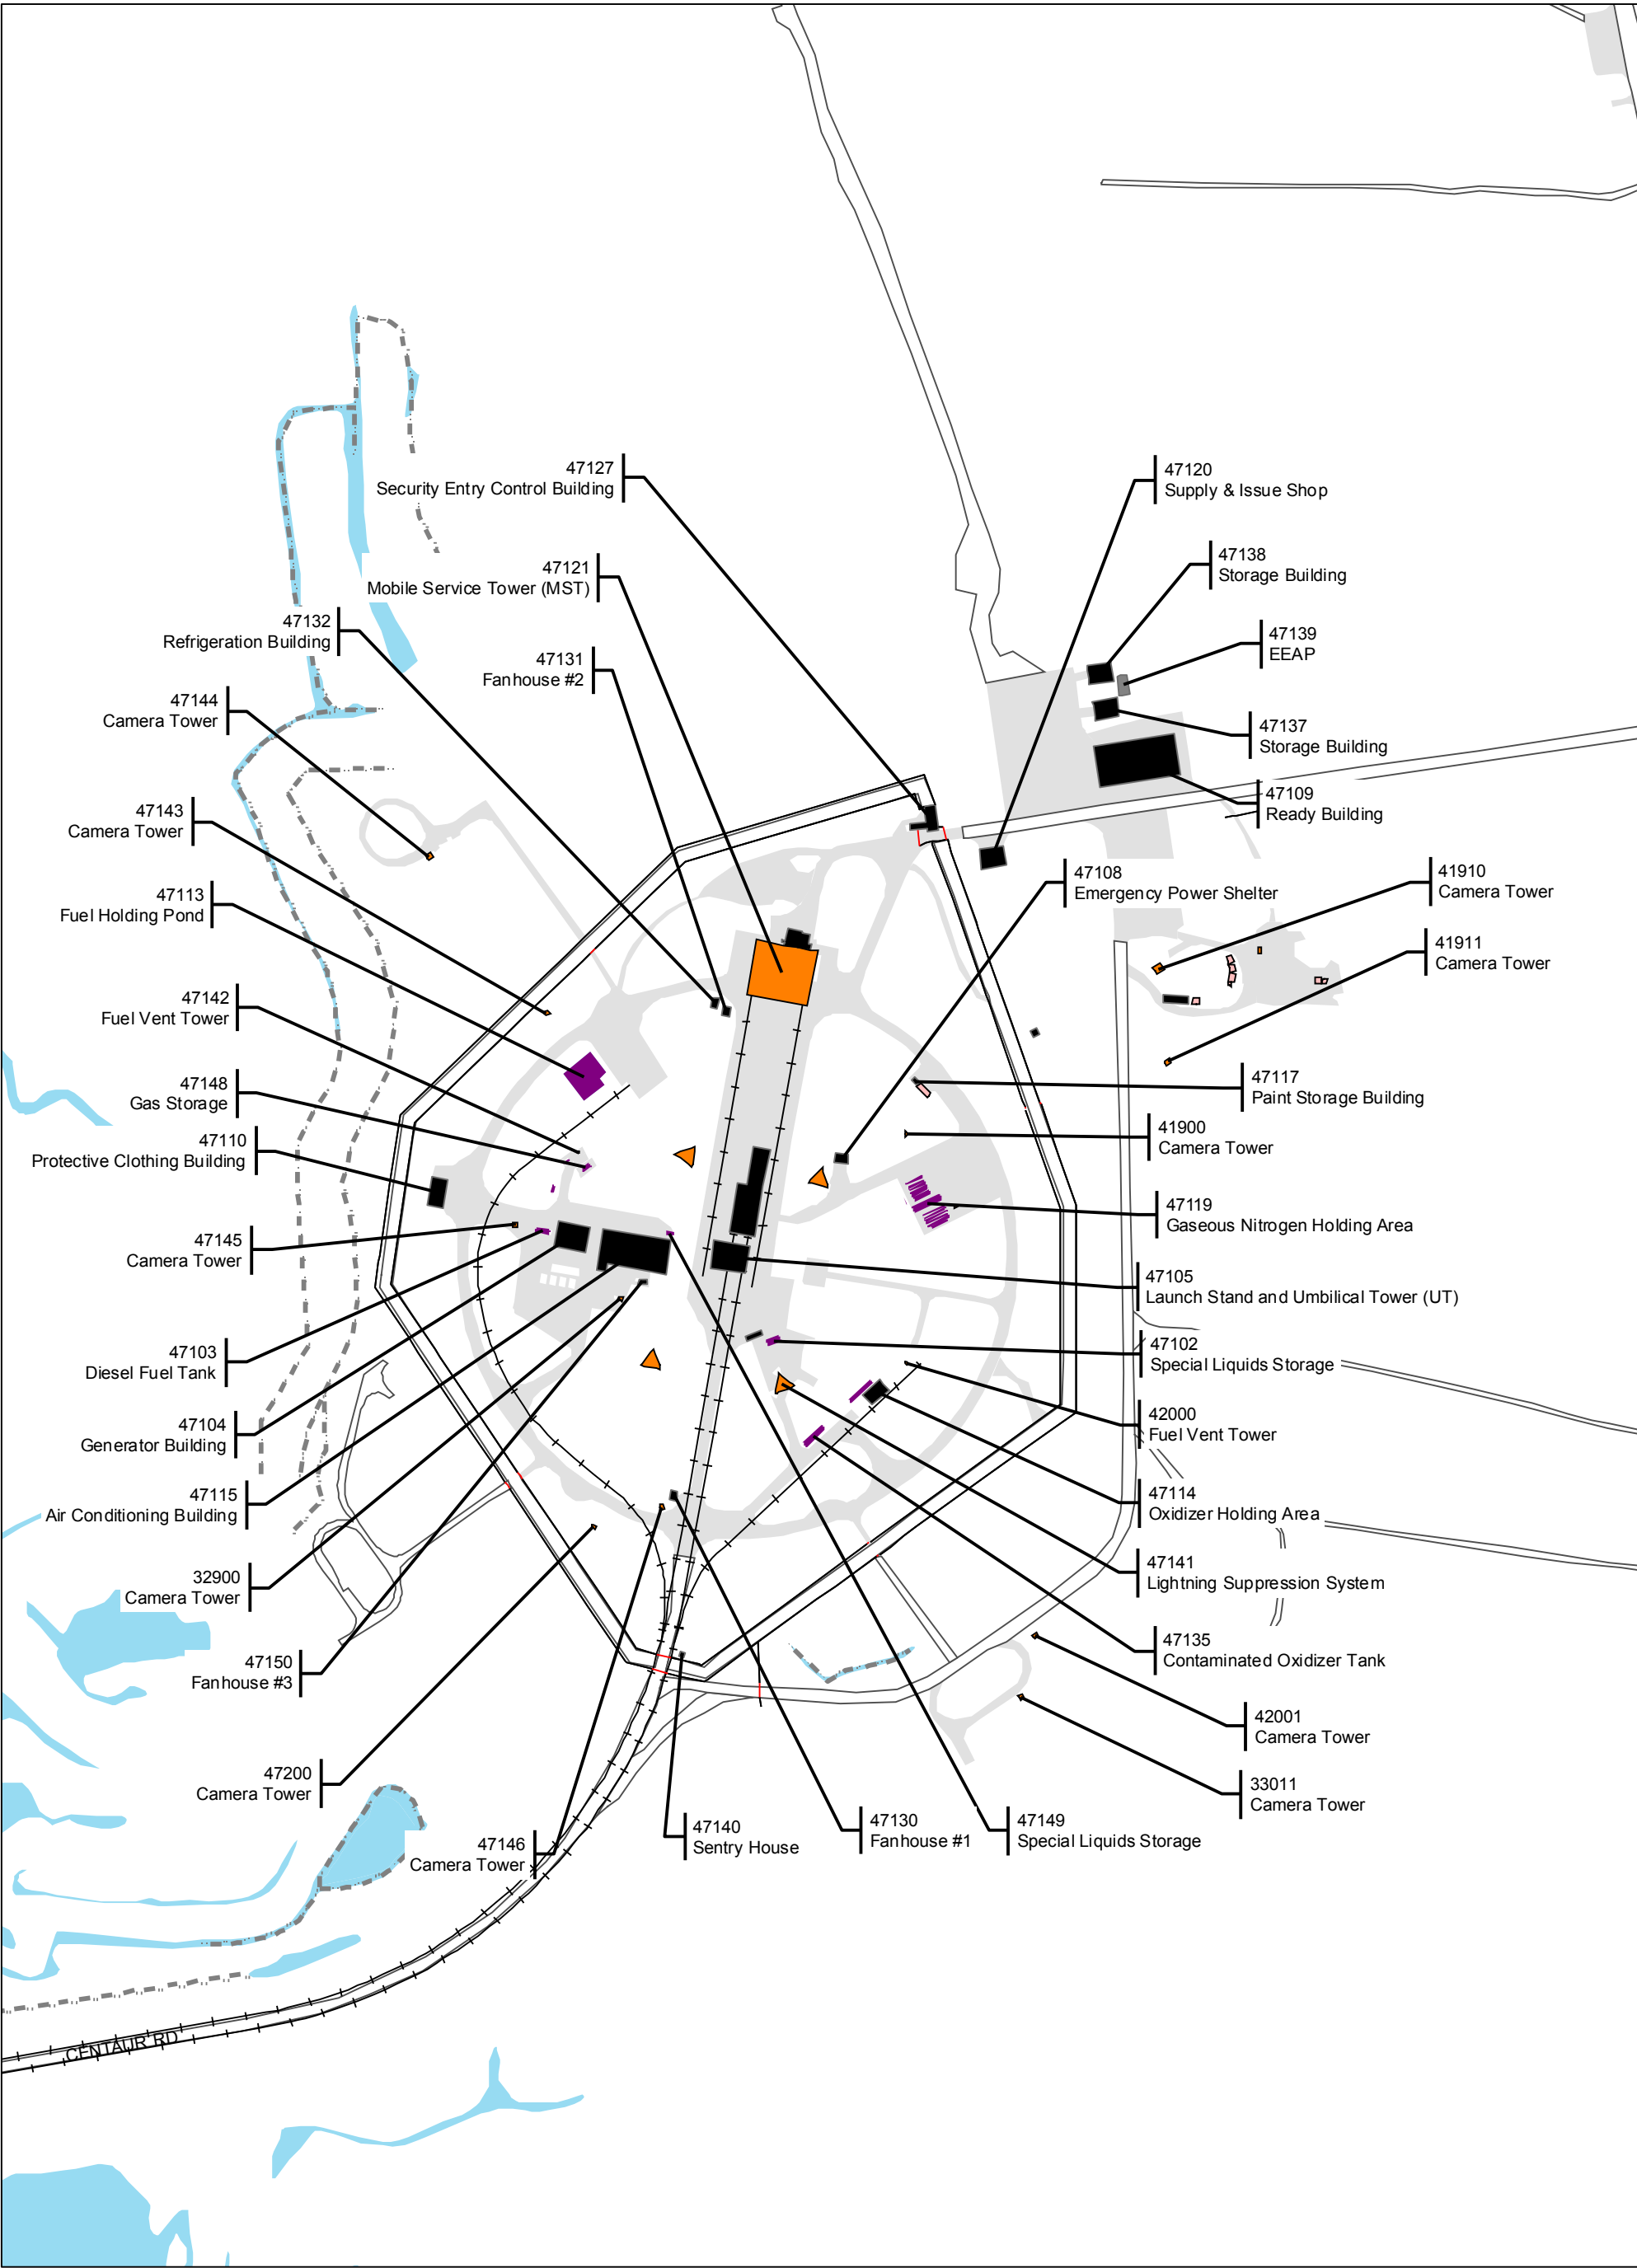 47127
Security Entry Control Building
47120
Supply & Issue Shop
47121
Mobile Service Tower (MST)
47138
Storage Building
47132
Refrigeration Building
47131
Fanhouse #2
47139
EEAP
47144
Camera Tower
47137
Storage Building
47143
Camera Tower
47109
Ready Building
47113
Fuel Holding Pond
47108
Emergency Power Shelter
41910
Camera Tower
41911
Camera Tower
47142
Fuel Vent Tower
47148
Gas Storage
47117
Paint Storage Building
47110
Protective Clothing Building
41900
Camera Tower
47119
Gaseous Nitrogen Holding Area
47145
Camera Tower
47105
Launch Stand and Umbilical Tower (UT)
47103
Diesel Fuel Tank
47102
Special Liquids Storage
47104
Generator Building
42000
Fuel Vent Tower
47115
Air Conditioning Building
47114
Oxidizer Holding Area
32900
Camera Tower
47141
Lightning Suppression System
47150
Fanhouse #3
47135
Contaminated Oxidizer Tank
42001
Camera Tower
47200
Camera Tower
33011
Camera Tower
47146
Camera Tower
47140
Sentry House
47130
Fanhouse #1
47149
Special Liquids Storage
CENTAUR RD